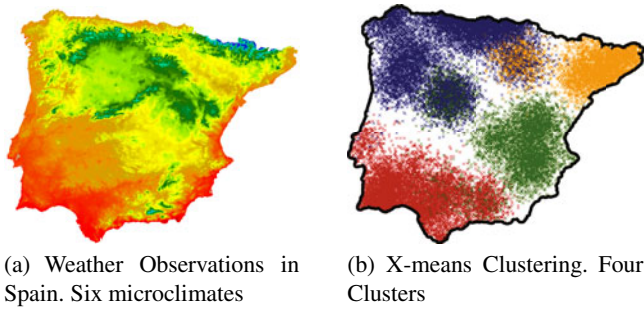 (a) Weather Observations in
Spain. Six microclimates
(b) X-means Clustering. Four
Clusters